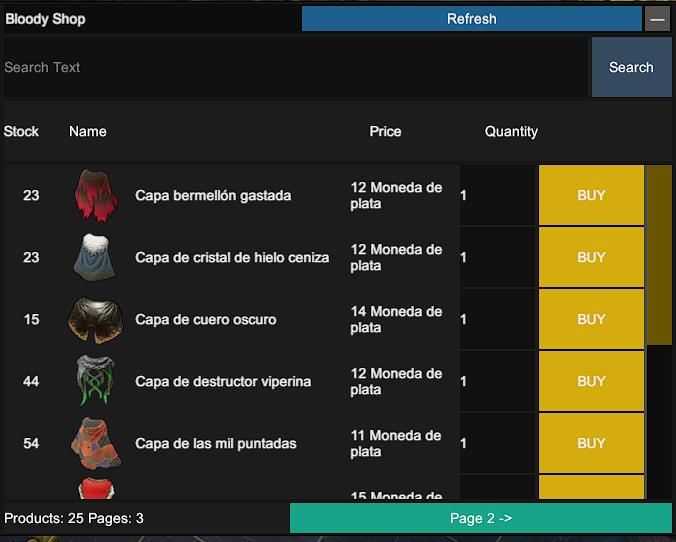 Bloody Shop Refresh —
Search Text Search
Stock Name Price Quantity
23 Capa bermellón gastada 12 Moneda de plata 1 BUY
23 Capa de cristal de hielo ceniza 12 Moneda de plata 1 BUY
15 Capa de cuero oscuro 14 Moneda de plata 1 BUY
44 Capa de destructor viperina 12 Moneda de plata 1 BUY
54 Capa de las mil puntadas 11 Moneda de plata 1 BUY
15 Moneda de
Products: 25 Pages: 3 Page 2 ->